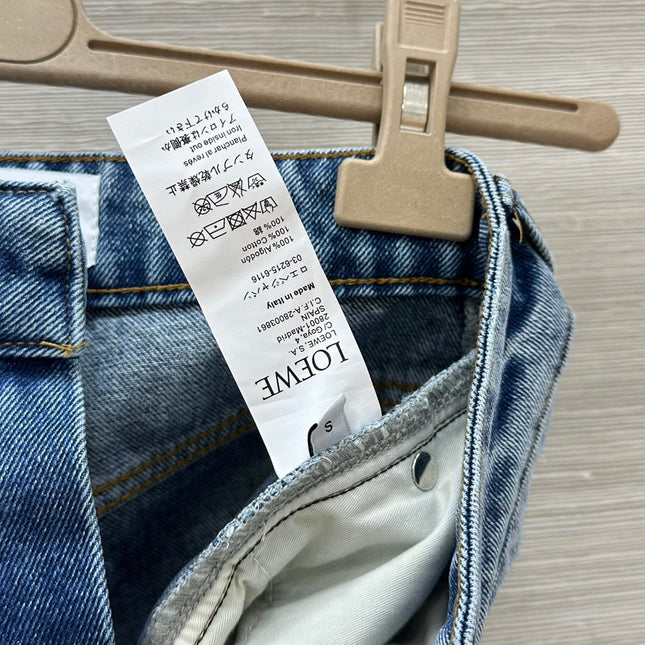 LOEWE
LOEWE, S.A
C/ Goya, 4
28001-Madrid
SPAIN
C.I.F.A-28003861
Made in Italy
ロエベジャパン
03-6215-6116
100% Algodón
100% Cotton
100% 綿
タンブル乾燥禁止
Planchar al revés
Iron inside out
アイロンは裏側か
らかけて下さい
S